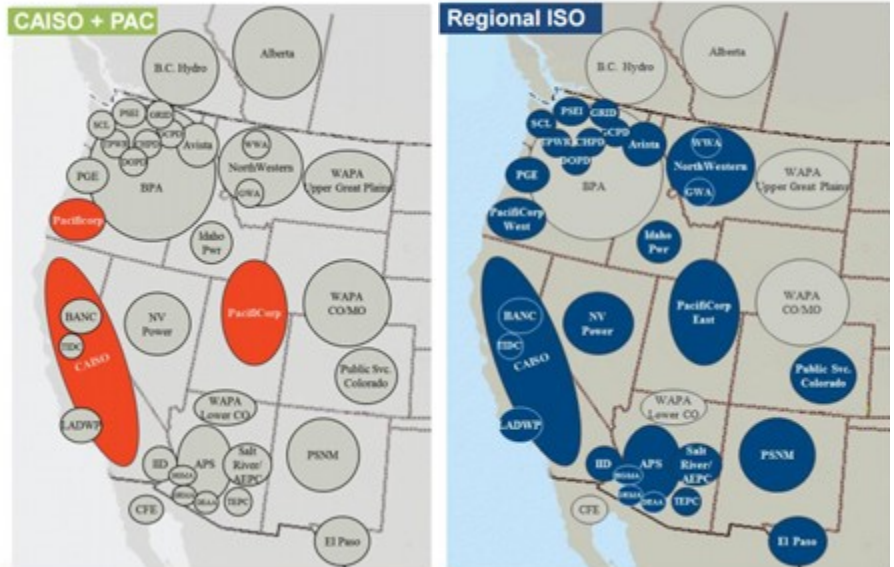 CAISO + PAC
B.C. Hydro
Alberta
PSEI
GRID
SCL
DCPD
TPWR
CHPD
Avista
DOPD
WWA
NorthWestern
WAPA
Upper Great Plains
PGE
BPA
GWA
Pacificorp
Idaho
Pwr
BANC
NV
Power
PacifiCorp
WAPA
CO/MO
TIDC
CAISO
Public Svc.
Colorado
WAPA
Lower CO.
LADWP
IID
APS
Salt
River/
AEPC
PSNM
HGMA
DEAA
TEPC
CFE
El Paso
Regional ISO
B.C. Hydro
Alberta
PSEI
GRID
SCL
GCPD
TPWR
CHPD
Avista
DOPD
WWA
NorthWestern
WAPA
Upper Great Plains
PGE
BPA
GWA
PacifiCorp
West
Idaho
Pwr
BANC
NV
Power
PacifiCorp
East
WAPA
CO/MO
TIDC
CAISO
Public Svc.
Colorado
WAPA
Lower CO.
LADWP
IID
APS
Salt
River/
AEPC
PSNM
HGMA
DEAA
TEPC
CFE
El Paso